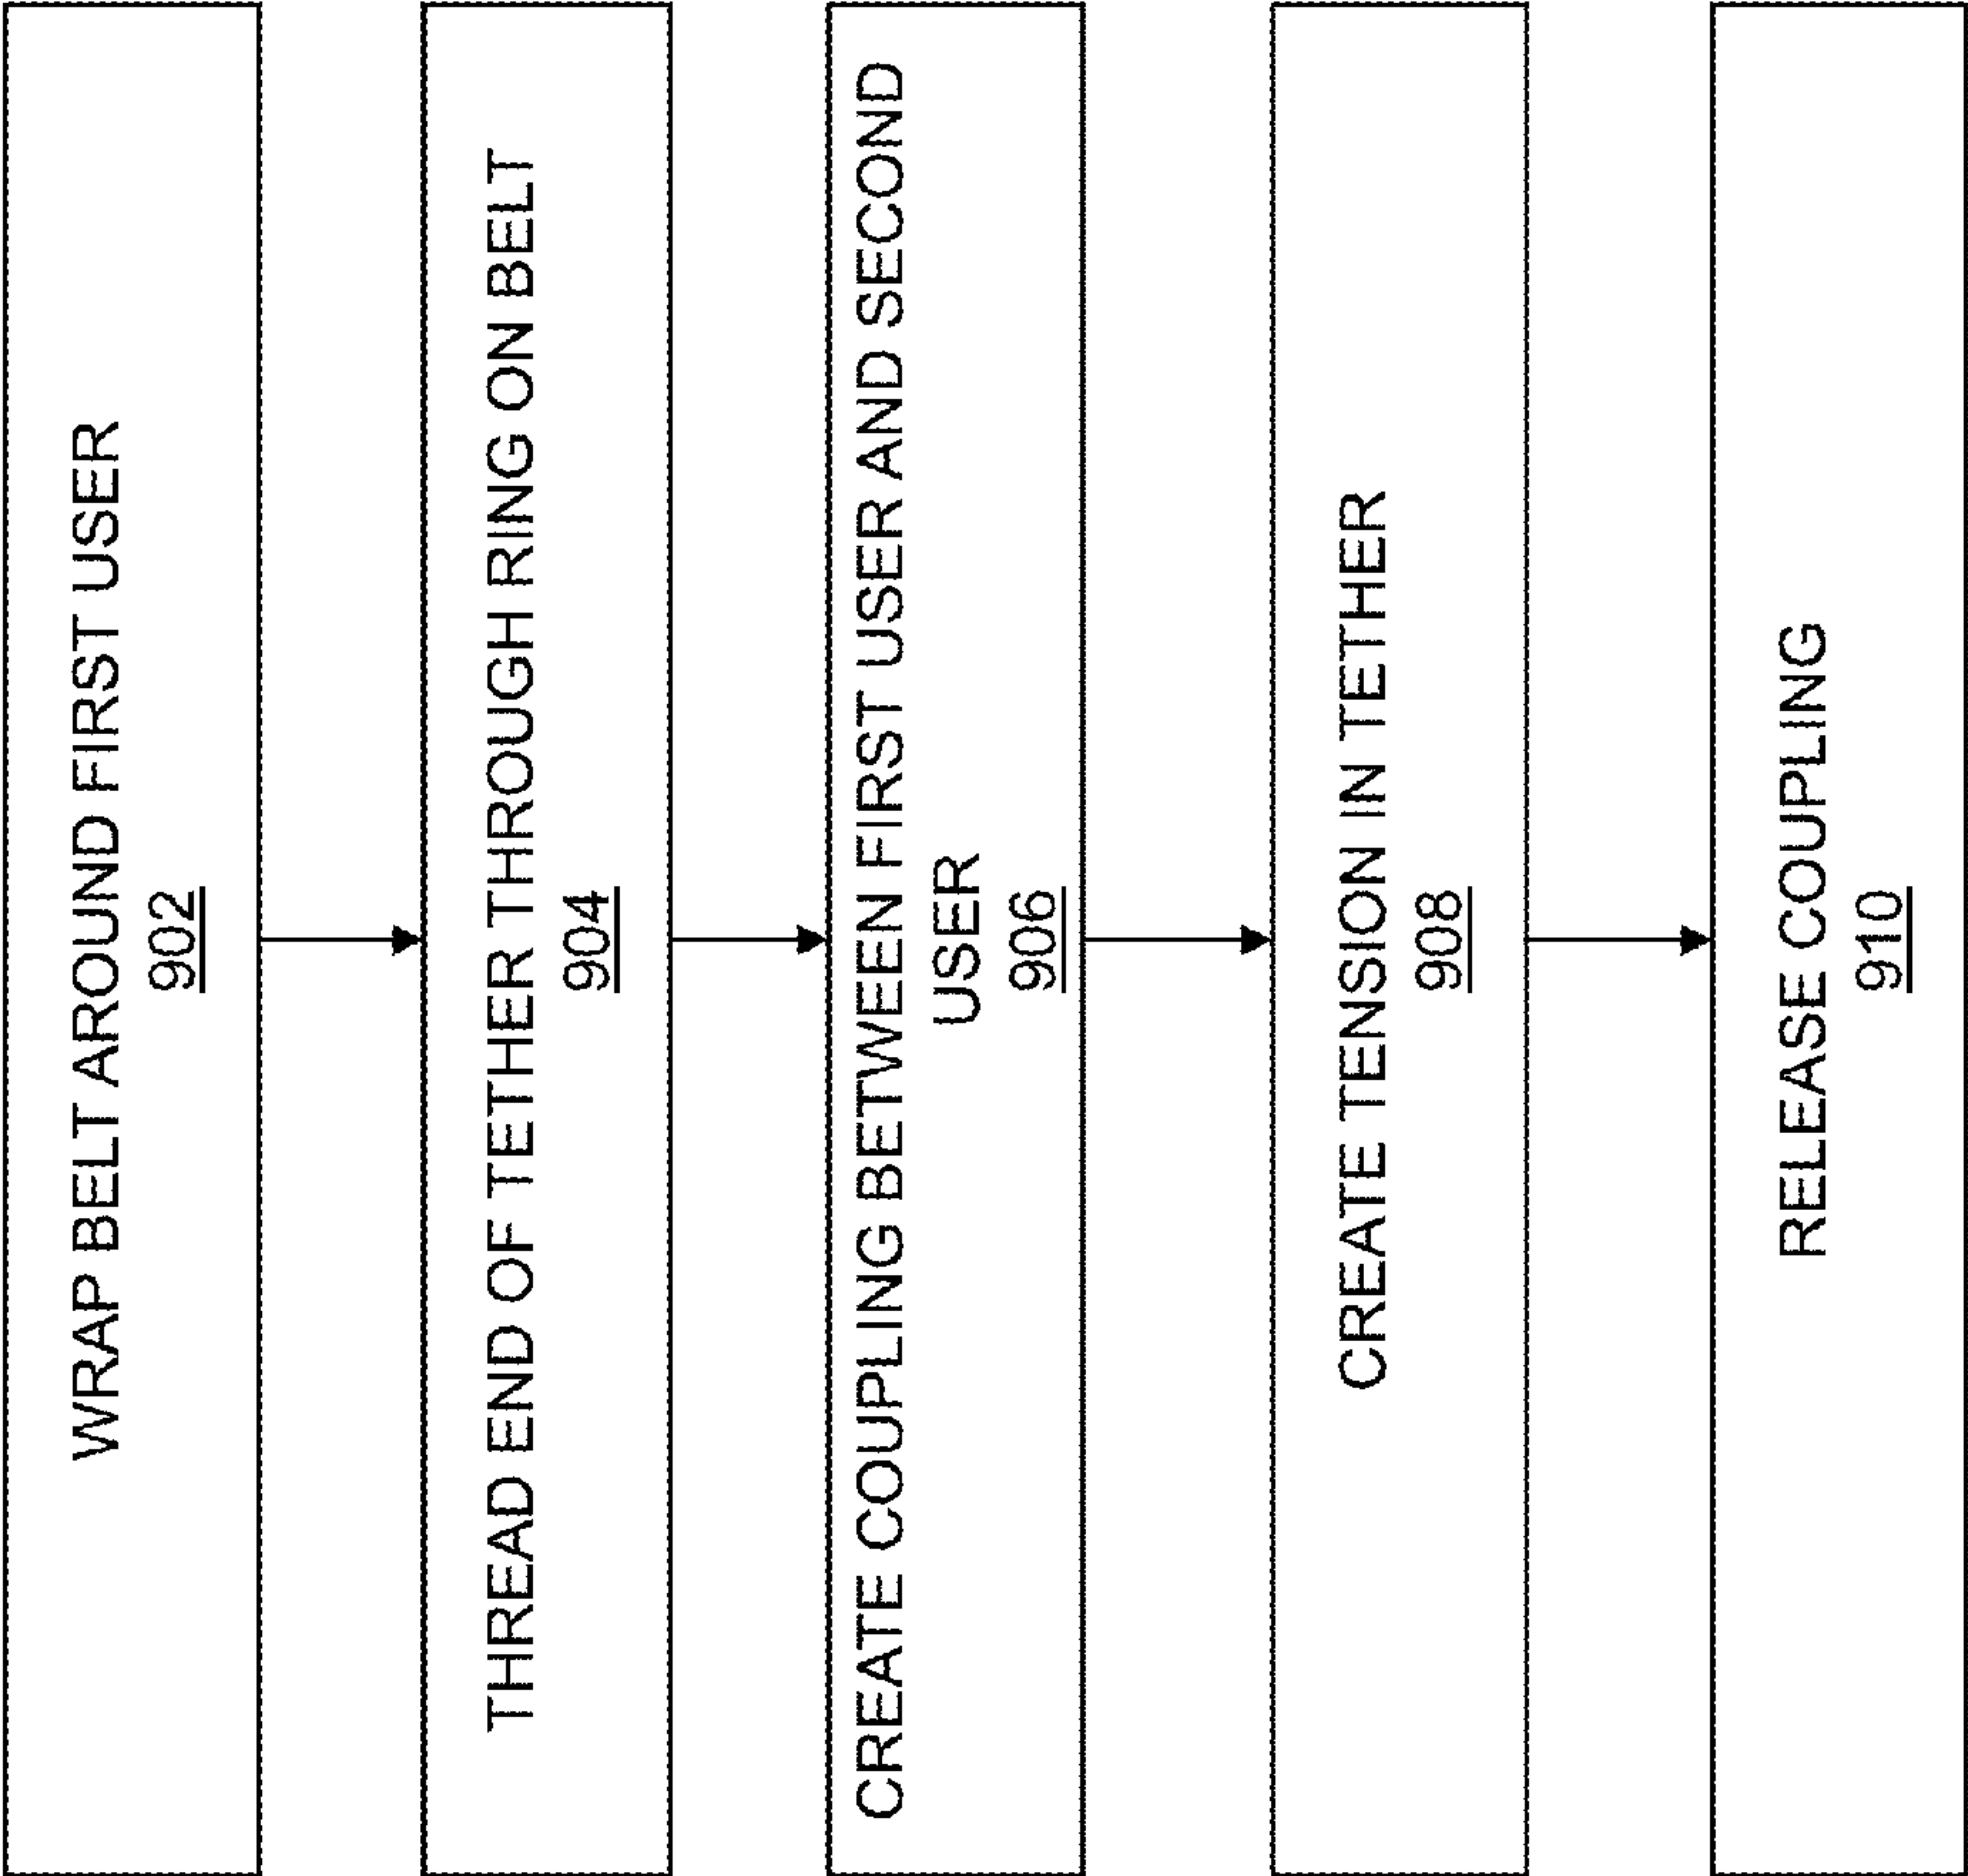 WRAP BELT AROUND FIRST USER
902
THREAD END OF TETHER THROUGH RING ON BELT
904
CREATE COUPLING BETWEEN FIRST USER AND SECOND
USER
906
CREATE TENSION IN TETHER
908
RELEASE COUPLING
910